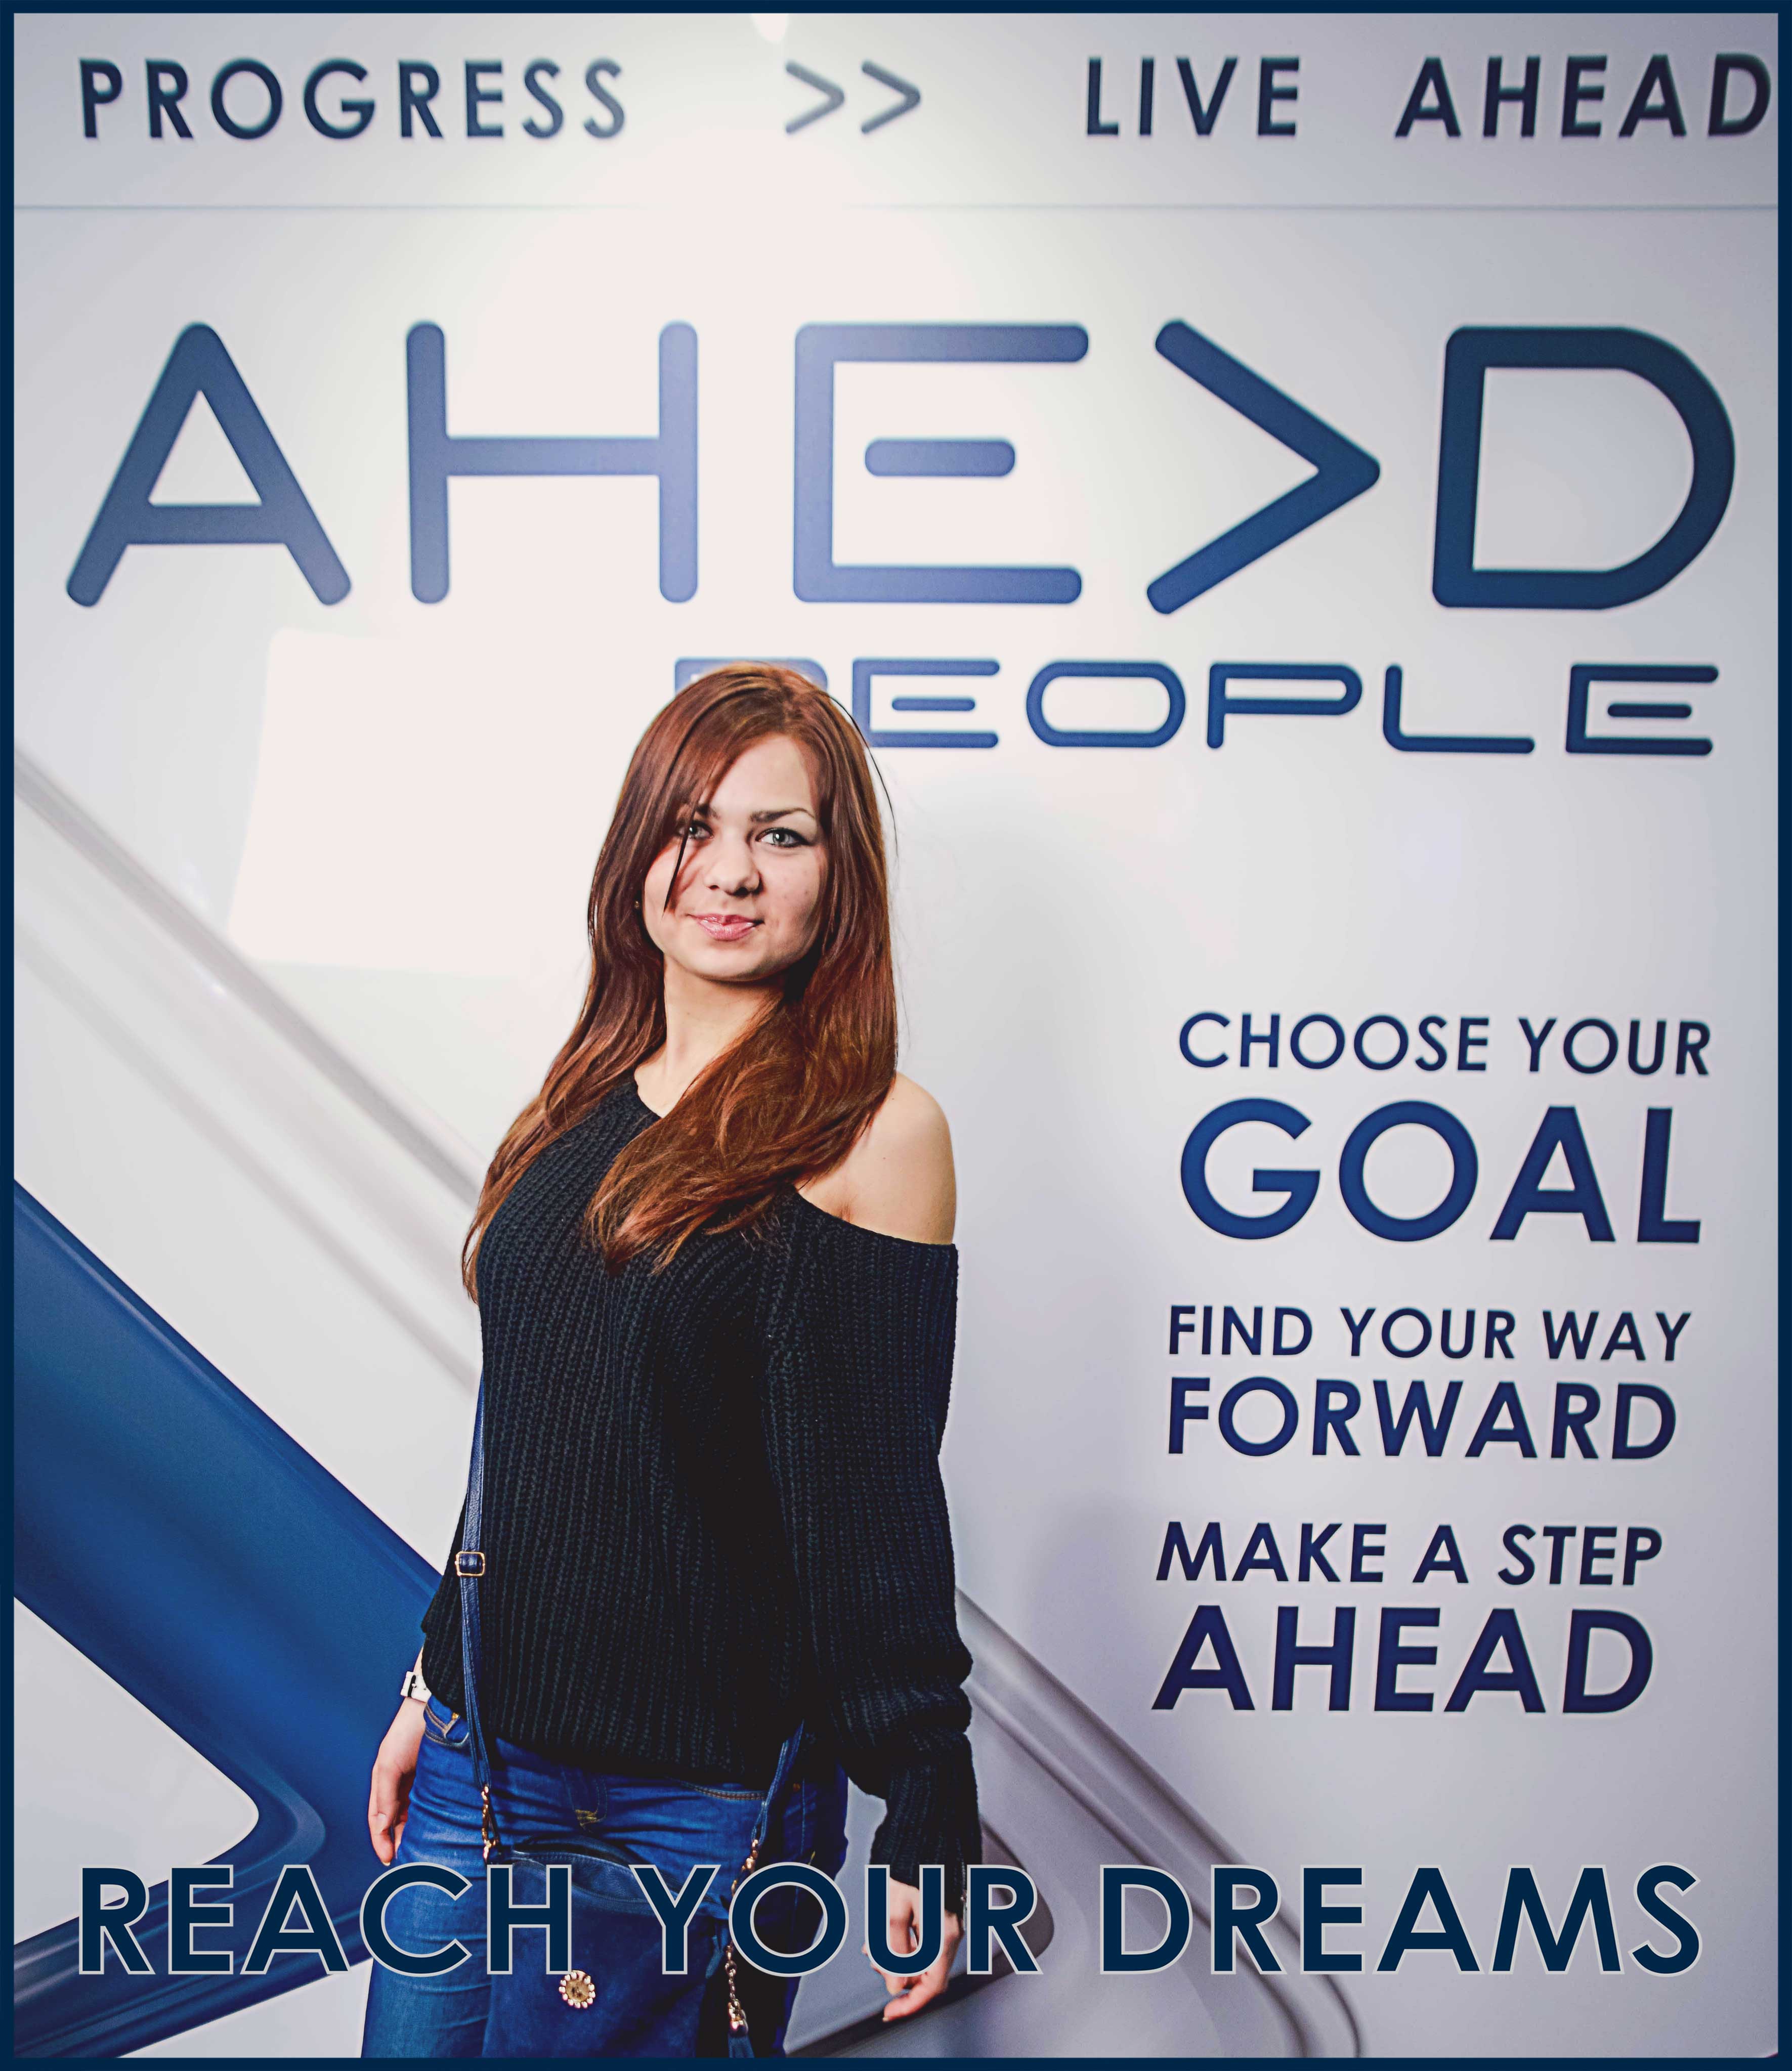 PROGRESS >> LIVE AHEAD
AHE>D
PEOPLE
CHOOSE YOUR
GOAL
FIND YOUR WAY
FORWARD
MAKE A STEP
AHEAD
REACH YOUR DREAMS